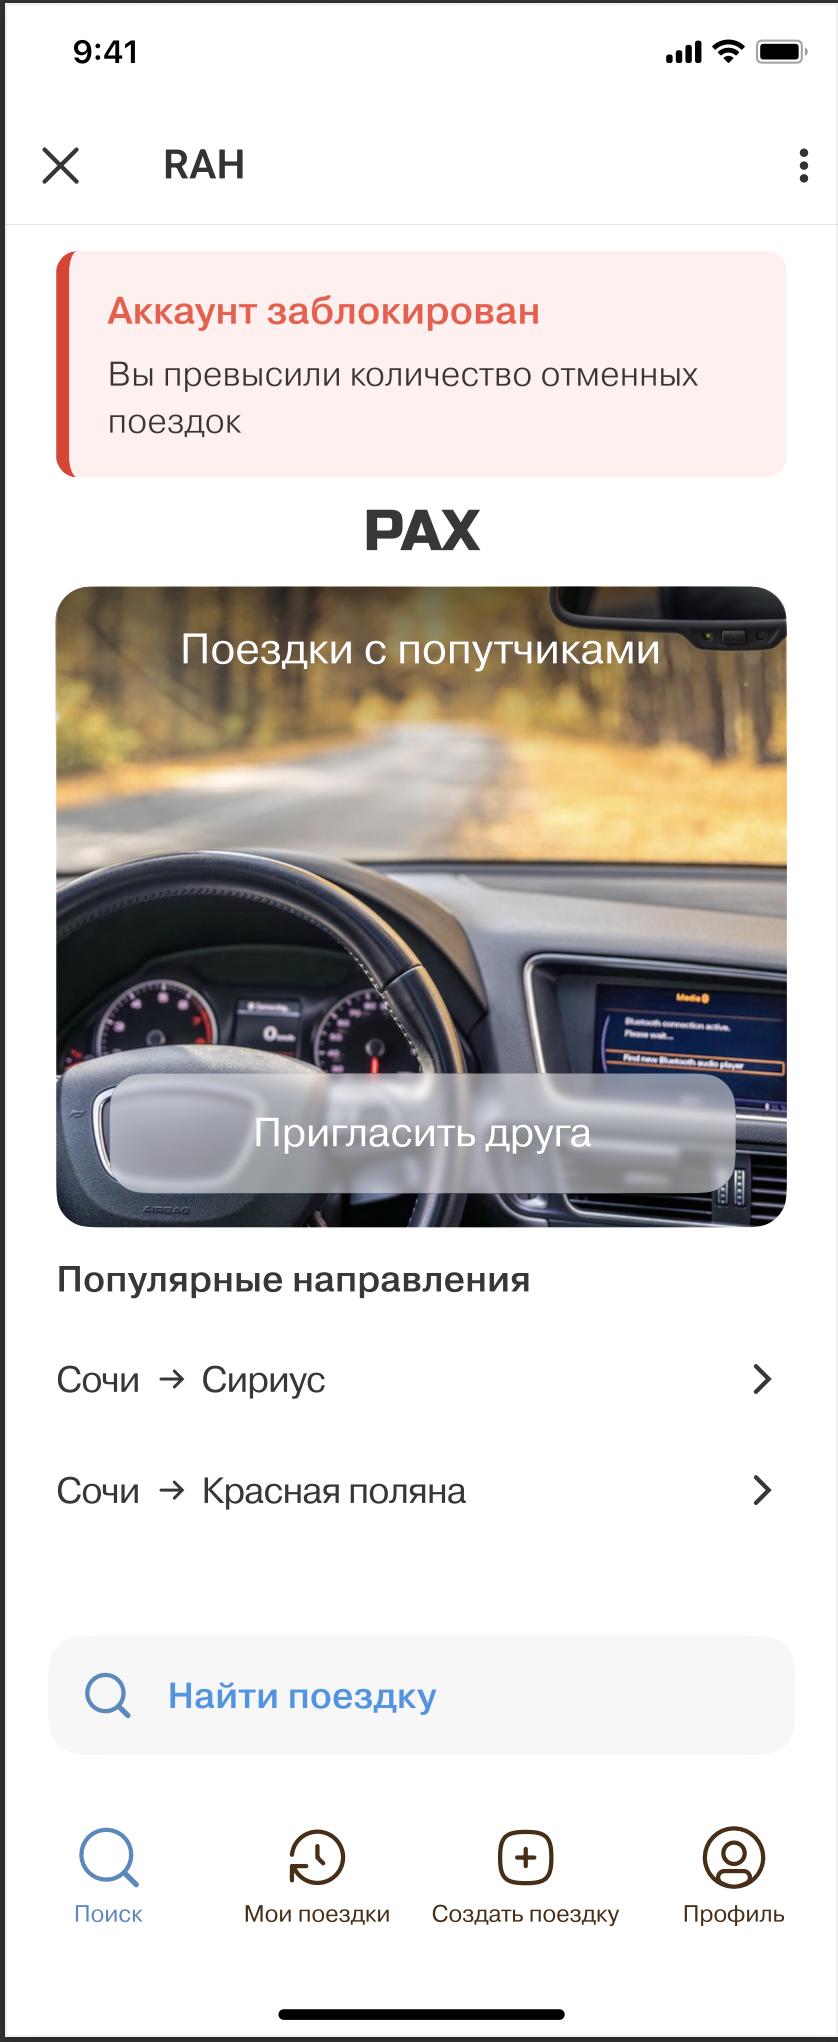 9:41
RAH
Аккаунт заблокирован
Вы превысили количество отменных
поездок
PAX
Поездки с попутчиками
Media
Bluetooth connection active.
Please wait...
Find new Bluetooth audio player
Пригласить друга
AIRBAG
Популярные направления
Сочи → Сириус
Сочи → Красная поляна
Найти поездку
Поиск
Мои поездки
Создать поездку
Профиль